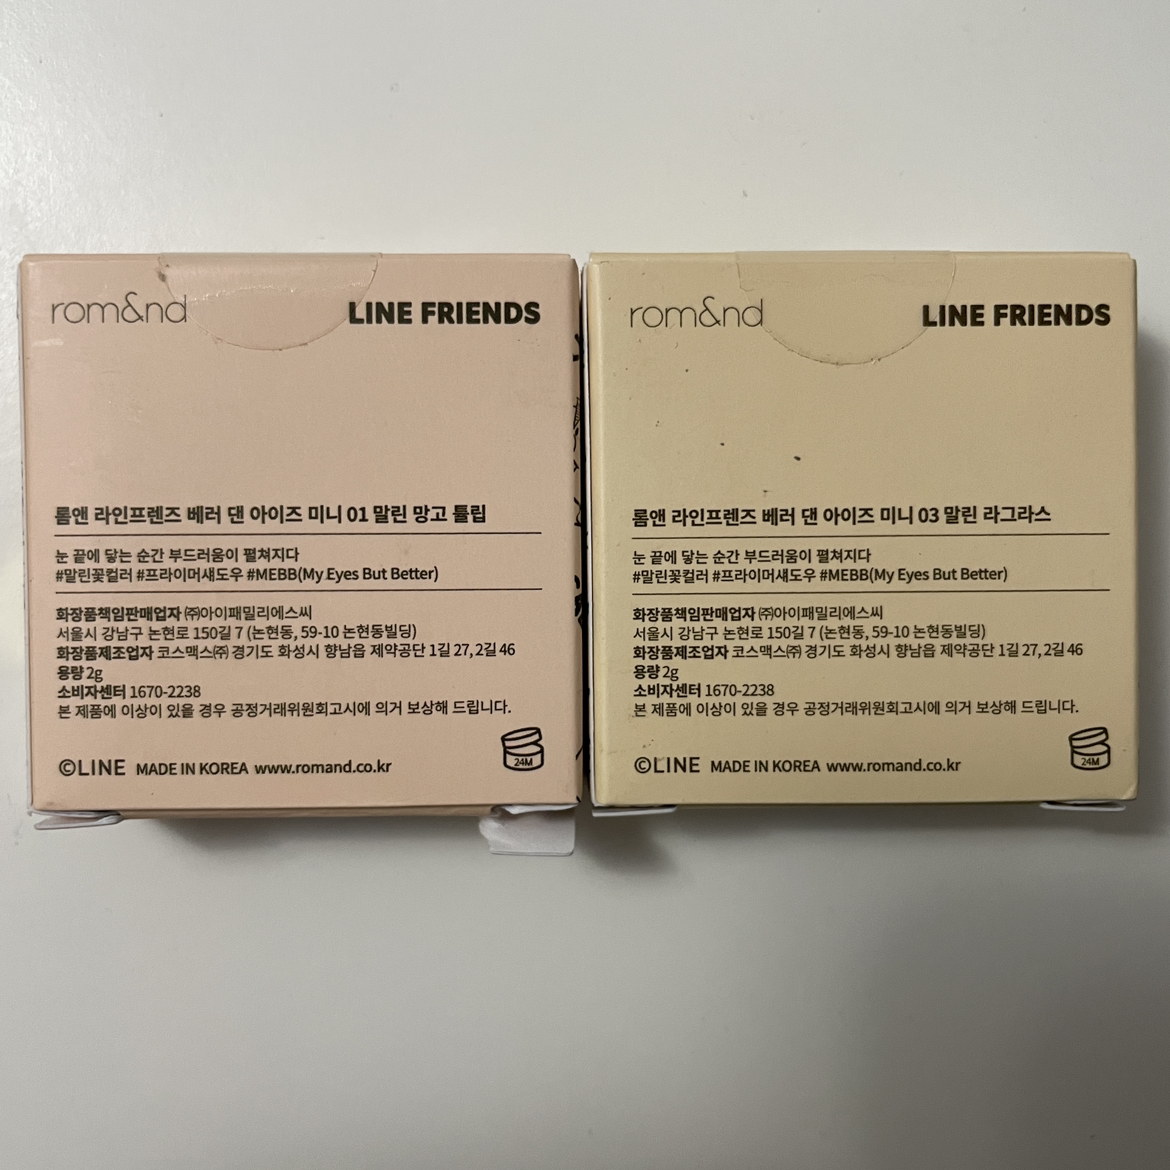 rom&nd
LINE FRIENDS
롬앤 라인프렌즈 베러 댄 아이즈 미니 01 말린 망고 튤립
눈 끝에 닿는 순간 부드러움이 펼쳐지다
#말린꽃컬러 #프라이머섀도우 #MEBB(My Eyes But Better)
화장품책임판매업자 ㈜아이패밀리에스씨
서울시 강남구 논현로 150길 7 (논현동, 59-10 논현동빌딩)
화장품제조업자 코스맥스㈜ 경기도 화성시 향남읍 제약공단 1길 27, 2길 46
용량 2g
소비자센터 1670-2238
본 제품에 이상이 있을 경우 공정거래위원회고시에 의거 보상해 드립니다.
24M
©LINE MADE IN KOREA www.romand.co.kr
rom&nd
LINE FRIENDS
롬앤 라인프렌즈 베러 댄 아이즈 미니 03 말린 라그라스
눈 끝에 닿는 순간 부드러움이 펼쳐지다
#말린꽃컬러 #프라이머섀도우 #MEBB(My Eyes But Better)
화장품책임판매업자 ㈜아이패밀리에스씨
서울시 강남구 논현로 150길 7 (논현동, 59-10 논현동빌딩)
화장품제조업자 코스맥스㈜ 경기도 화성시 향남읍 제약공단 1길 27, 2길 46
용량 2g
소비자센터 1670-2238
본 제품에 이상이 있을 경우 공정거래위원회고시에 의거 보상해 드립니다.
24M
©LINE MADE IN KOREA www.romand.co.kr